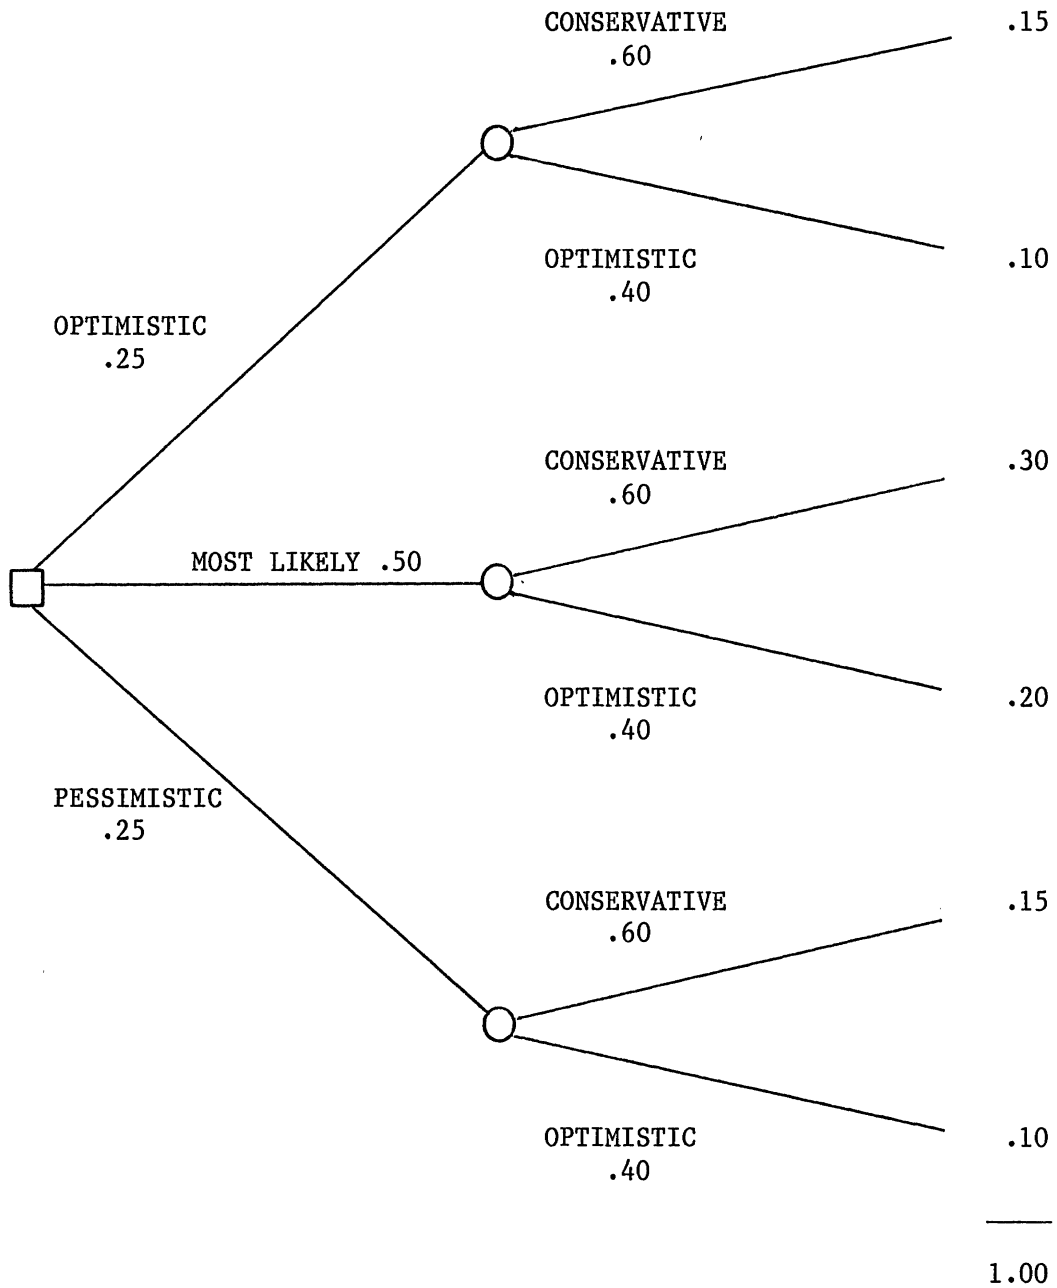 CONSERVATIVE .15
.60
OPTIMISTIC .10
.40
OPTIMISTIC
.25
CONSERVATIVE .30
.60
MOST LIKELY .50
OPTIMISTIC .20
.40
PESSIMISTIC
.25
CONSERVATIVE .15
.60
OPTIMISTIC .10
.40
1.00